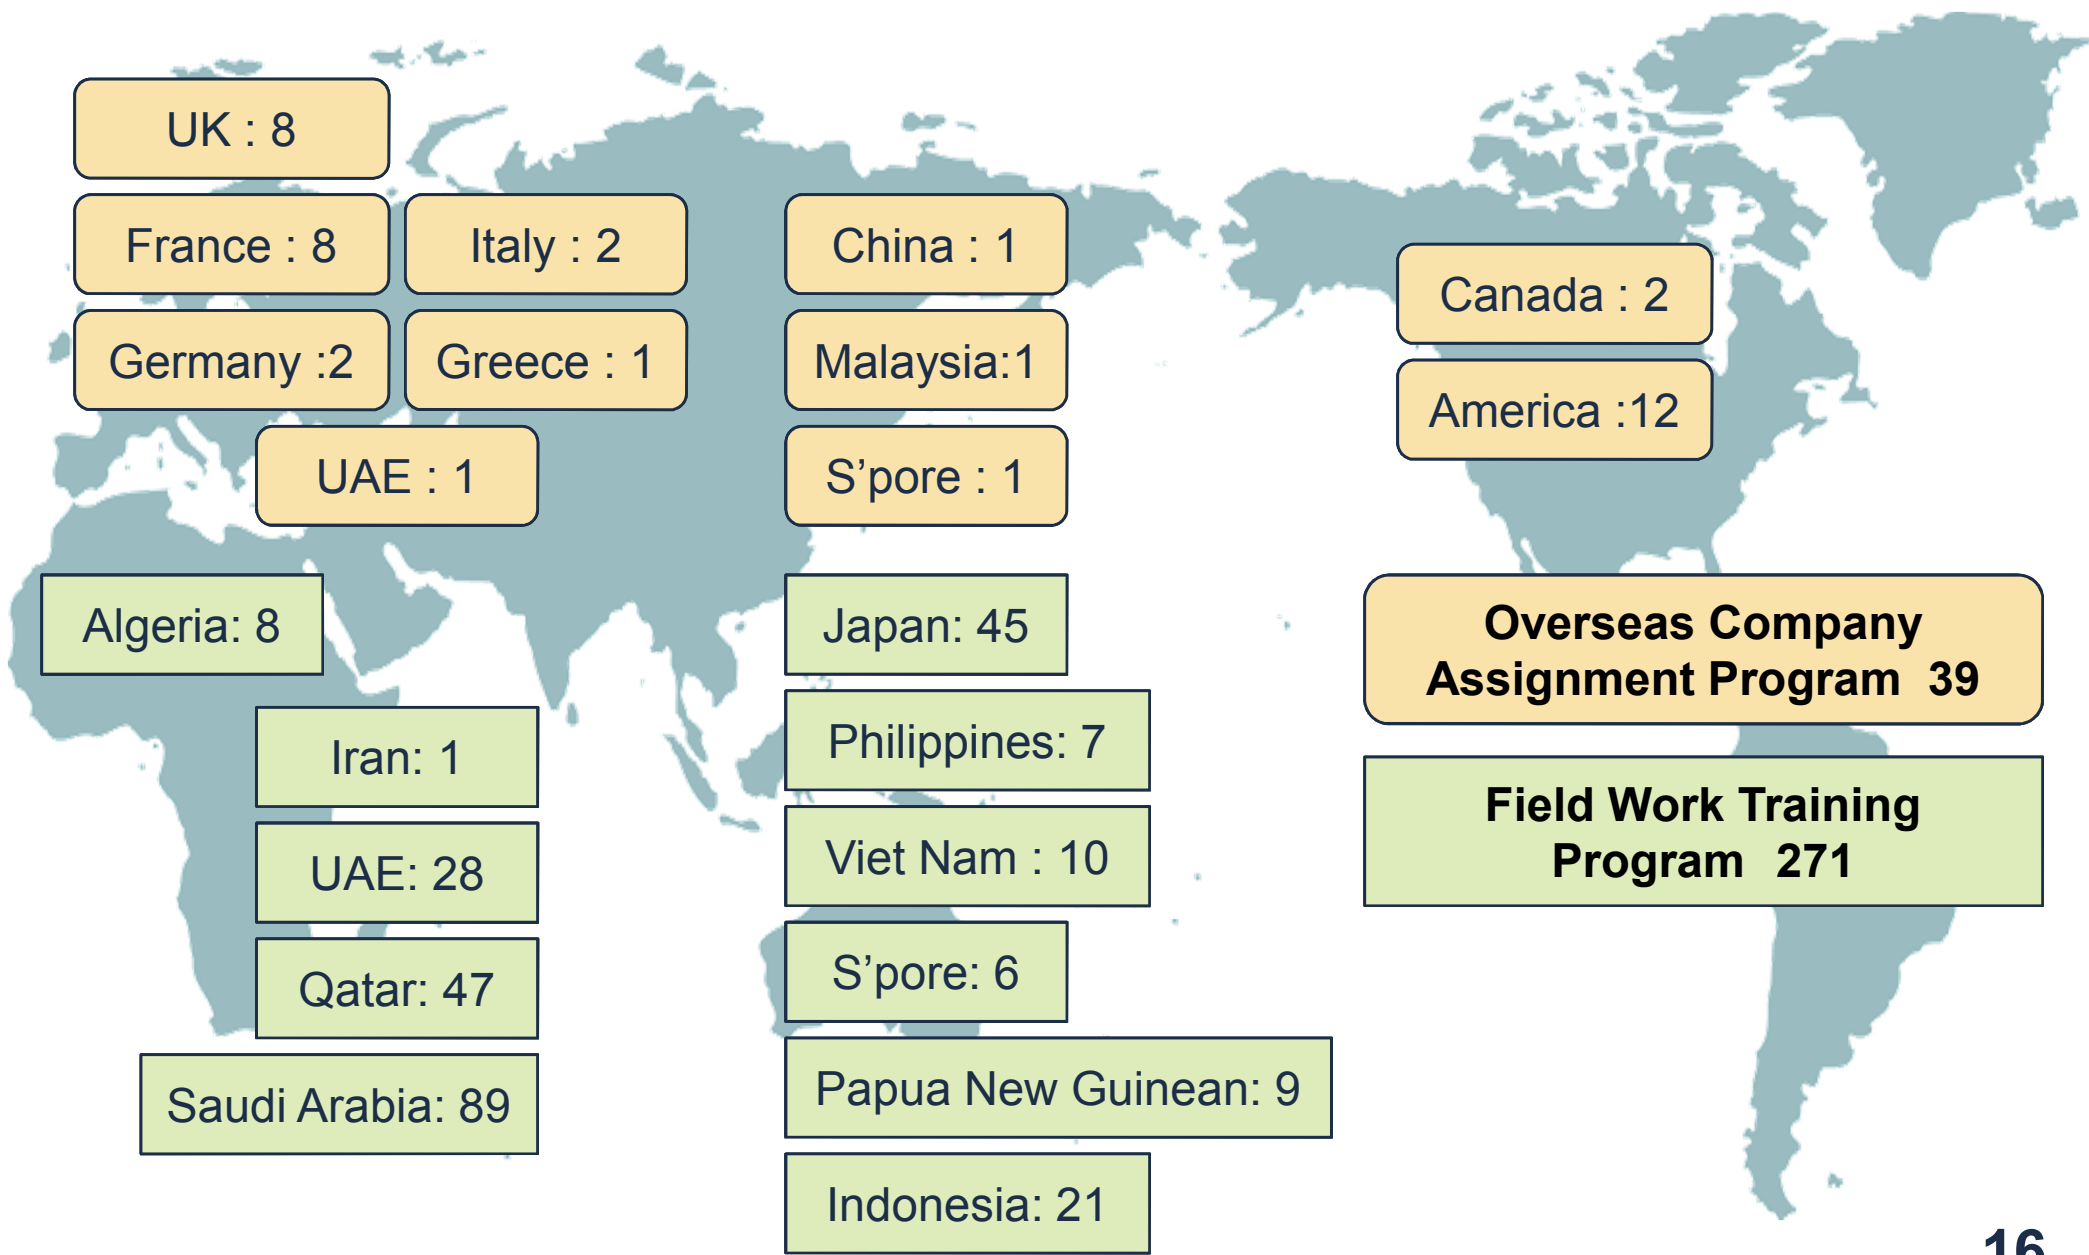 UK : 8
France : 8
Italy : 2
China : 1
Canada : 2
Germany :2
Greece : 1
Malaysia:1
America :12
UAE : 1
S’pore : 1
Algeria: 8
Japan: 45
Overseas Company
Assignment Program 39
Iran: 1
Philippines: 7
Field Work Training
Program 271
UAE: 28
Viet Nam : 10
Qatar: 47
S’pore: 6
Saudi Arabia: 89
Papua New Guinean: 9
Indonesia: 21
16